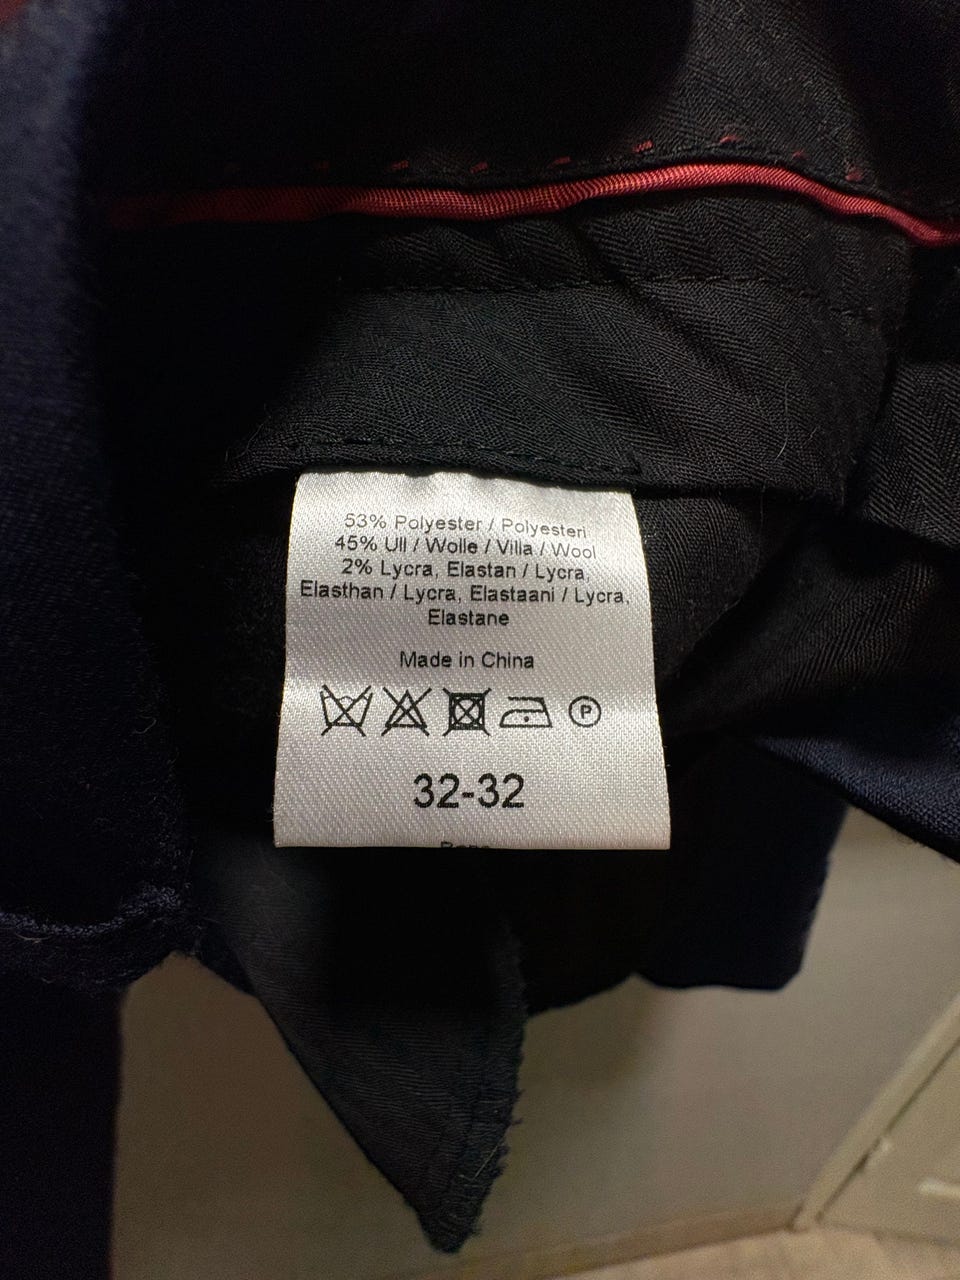 53% Polyester / Polyesteri
45% Ull / Wolle / Villa / Wool
2% Lycra, Elastan / Lycra,
Elasthan / Lycra, Elastaani / Lycra,
Elastane
Made in China
P
32-32